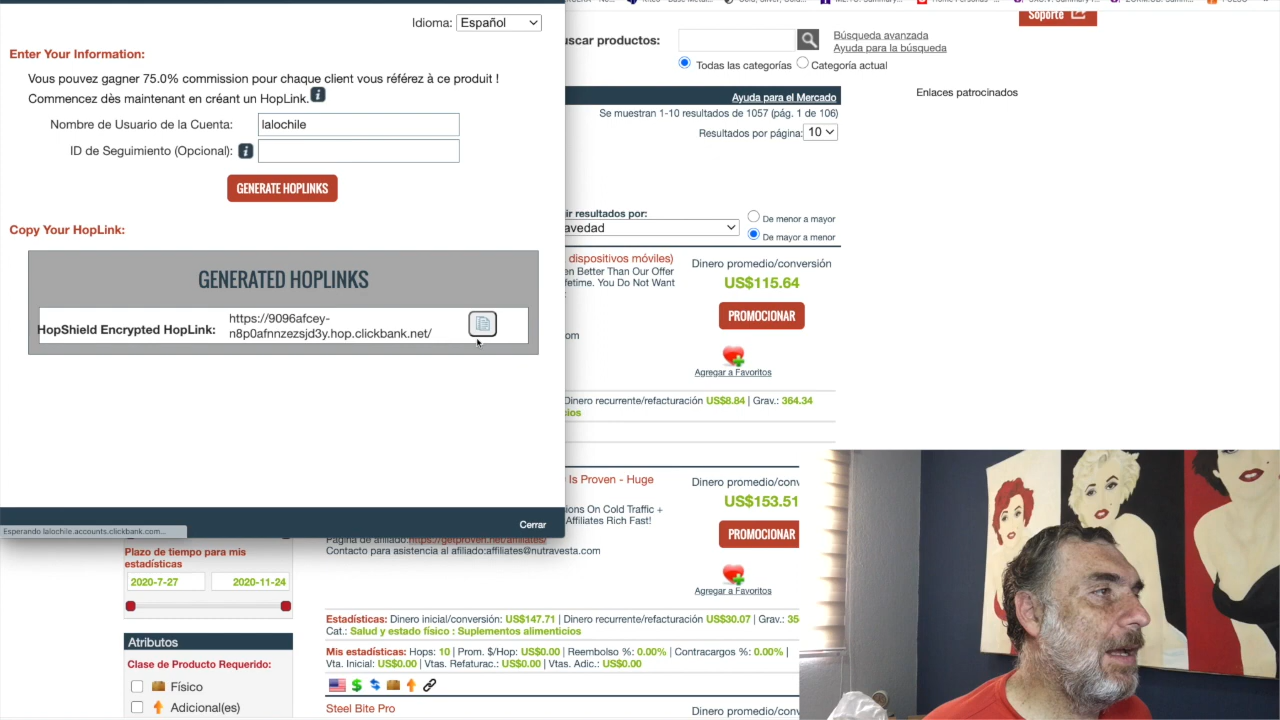 Idioma: Español
Enter Your Information:
Vous pouvez gagner 75.0% commission pour chaque client vous référez à ce produit !
Commencez dès maintenant en créant un HopLink.
Nombre de Usuario de la Cuenta: lalochile
ID de Seguimiento (Opcional):
GENERATE HOPLINKS
Copy Your HopLink:
GENERATED HOPLINKS
HopShield Encrypted HopLink:
https://9096afcey-
n8p0afnnzezsjd3y.hop.clickbank.net/
Cerrar
Esperando lalochile.accounts.clickbank.com...
Soporte
uscar productos:
Búsqueda avanzada
Ayuda para la búsqueda
Todas las categorías
Categoría actual
Ayuda para el Mercado
Enlaces patrocinados
Se muestran 1-10 resultados de 1057 (pág. 1 de 106)
Resultados por página: 10
ir resultados por:
avedad
De menor a mayor
De mayor a menor
dispositivos móviles)
en Better Than Our Offer
fetime. You Do Not Want
om
Dinero promedio/conversión
US$115.64
PROMOCIONAR
Agregar a Favoritos
Dinero recurrente/refacturación US$8.84 | Grav.: 364.34
cios
Is Proven - Huge
ions On Cold Traffic +
Affiliates Rich Fast!
Página de afiliado:https://getproven.net/affiliates/
Contacto para asistencia al afiliado:affiliates@nutravesta.com
Dinero promedio/conv
US$153.51
PROMOCIONAR
Agregar a Favoritos
Plazo de tiempo para mis
estadísticas
2020-7-27
2020-11-24
Estadísticas: Dinero inicial/conversión: US$147.71 | Dinero recurrente/refacturación US$30.07 | Grav.: 35
Cat.: Salud y estado físico : Suplementos alimenticios
Mis estadísticas: Hops: 10 | Prom. $/Hop: US$0.00 | Reembolso %: 0.00% | Contracargos %: 0.00% |
Vta. Inicial: US$0.00 | Vtas. Refaturac.: US$0.00 | Vtas. Adic.: US$0.00
Atributos
Clase de Producto Requerido:
Físico
Adicional(es)
Steel Bite Pro
Dinero promedio/conv